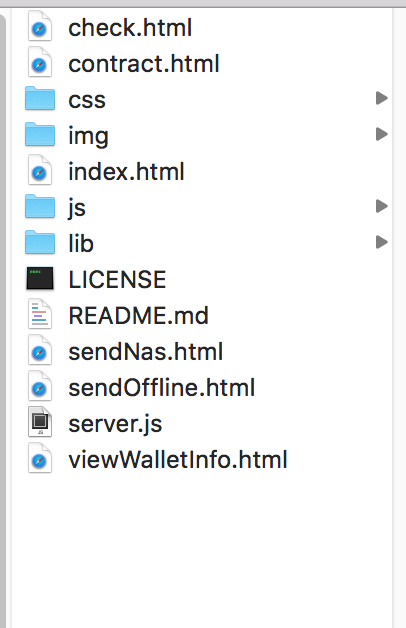 check.html
contract.html
css
img
index.html
js
lib
LICENSE
README.md
sendNas.html
sendOffline.html
server.js
viewWalletInfo.html